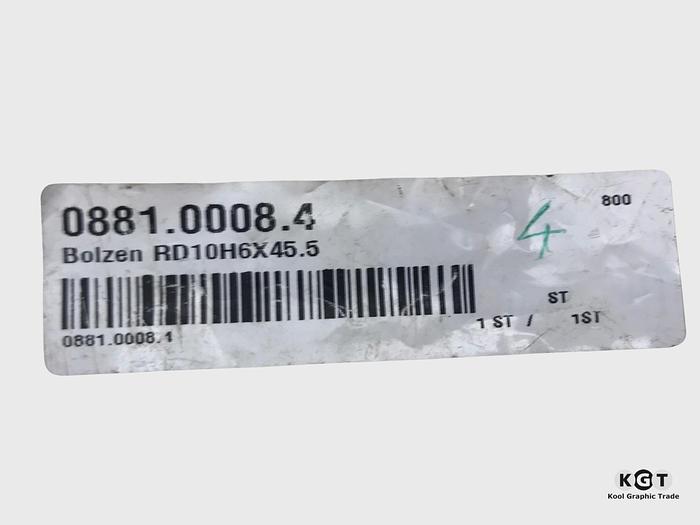 0881.0008.4
800
4
Bolzen RD10H6X45.5
ST
1 ST / 1ST
0881.0008.1
KGT
Kool Graphic Trade